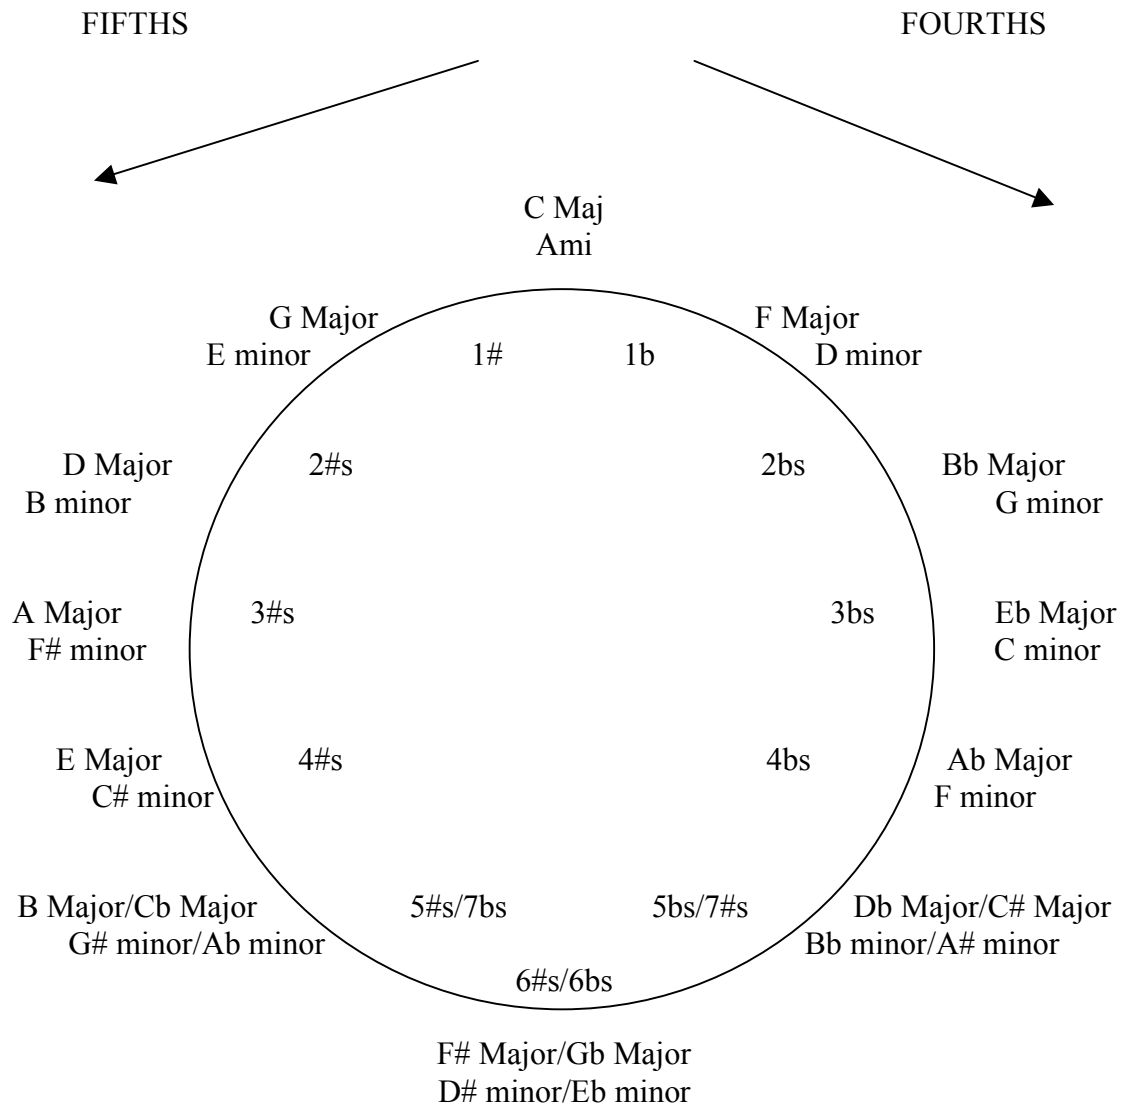 FIFTHS FOURTHS
C Maj
Ami
G Major F Major
E minor 1# 1b D minor
D Major 2#s 2bs Bb Major
B minor G minor
A Major 3#s 3bs Eb Major
F# minor C minor
E Major 4#s 4bs Ab Major
C# minor F minor
B Major/Cb Major 5#s/7bs 5bs/7#s Db Major/C# Major
G# minor/Ab minor Bb minor/A# minor
6#s/6bs
F# Major/Gb Major
D# minor/Eb minor